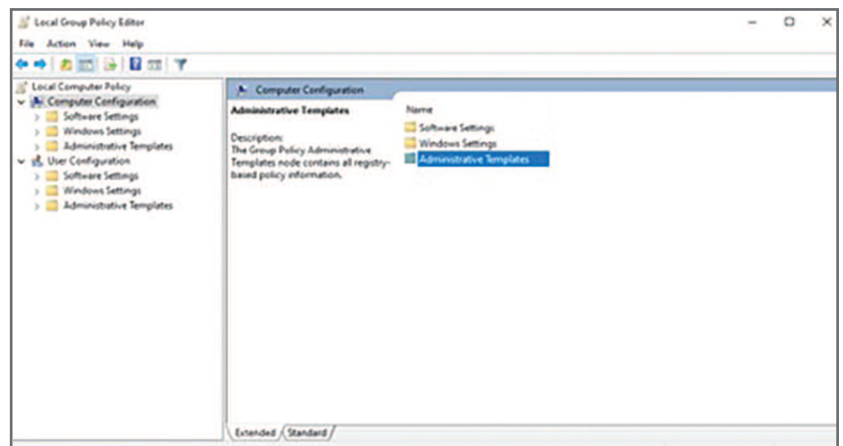 Local Group Policy Editor
File Action View Help
Local Computer Policy
Computer Configuration
Software Settings
Windows Settings
Administrative Templates
User Configuration
Software Settings
Windows Settings
Administrative Templates
Computer Configuration
Administrative Templates
Description:
The Group Policy Administrative
Templates node contains all registry-
based policy information.
Name
Software Settings
Windows Settings
Administrative Templates
Extended Standard